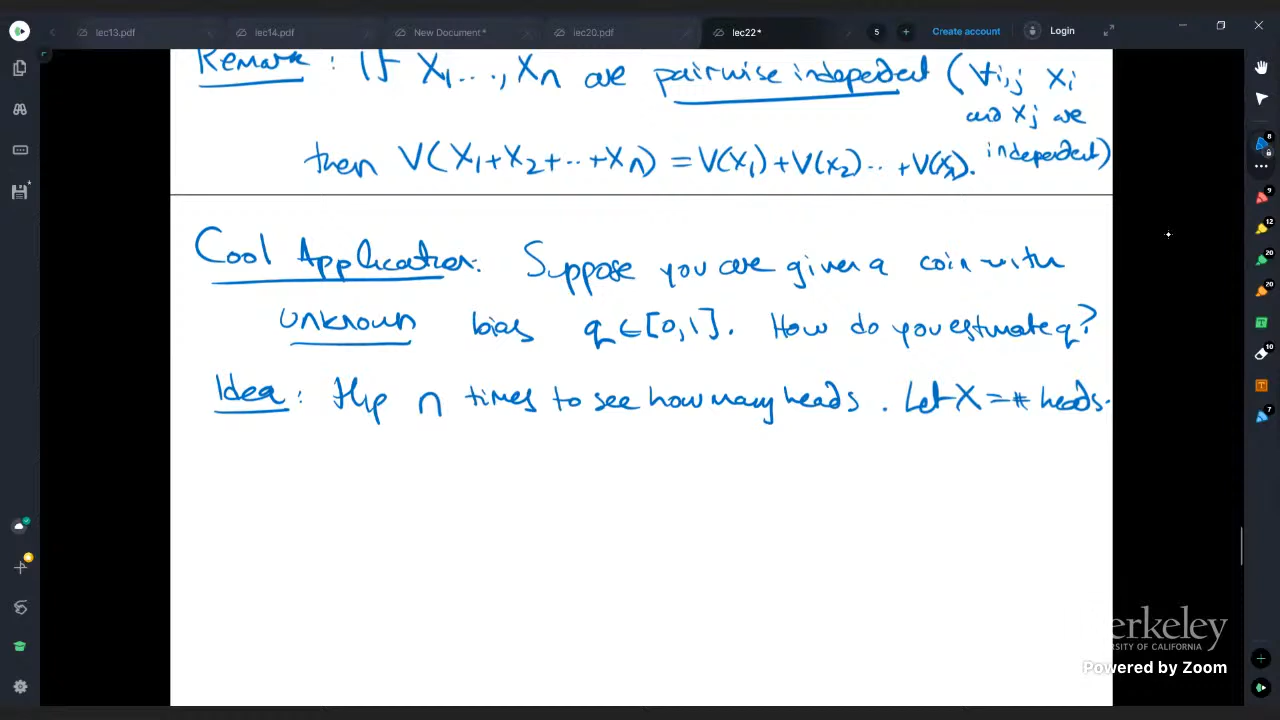 lec13.pdf lec14.pdf New Document* lec20.pdf lec22* 5 + Create account Login
Remark: If X1..., Xn are pairwise independent (∀i,j Xi
and Xj are
independent)
then V(X1+X2+..+Xn) = V(X1)+V(X2)..+V(Xn).
Cool Application: Suppose you are given a coin with
unknown bias q∈[0,1]. How do you estimate q?
Idea: flip n times to see how many heads. Let X = # heads.
Berkeley
UNIVERSITY OF CALIFORNIA
Powered by Zoom